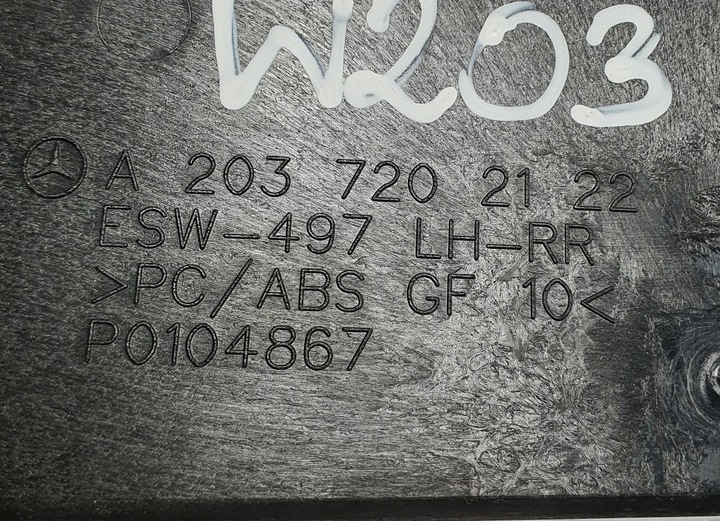 W203
A 203 720 21 22
ESW-497 LH-RR
>PC/ABS GF 10<
P0104867